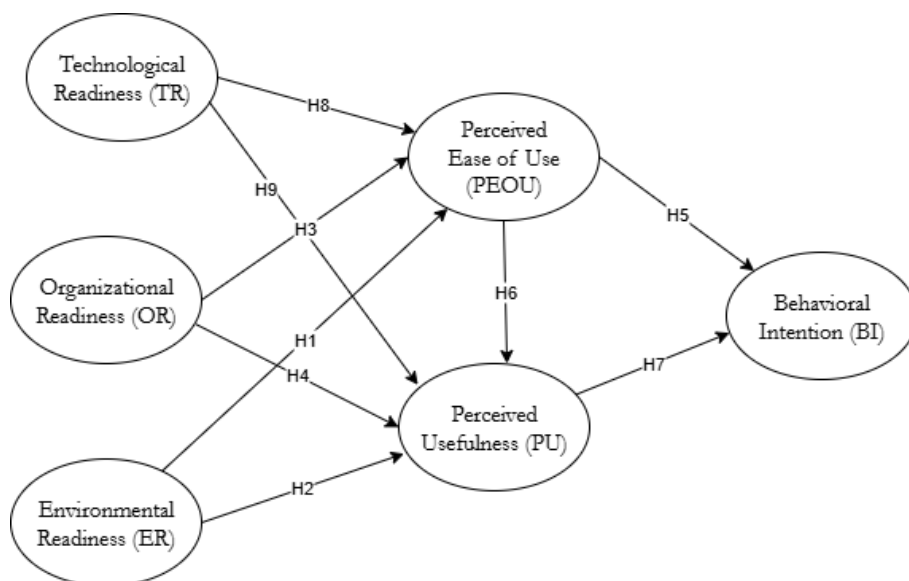 Technological
Readiness (TR)
H8
Perceived
Ease of Use
(PEOU)
H9
H3
H5
Organizational
Readiness (OR)
H6
Behavioral
Intention (BI)
H1
H4
H7
Perceived
Usefulness (PU)
Environmental
Readiness (ER)
H2